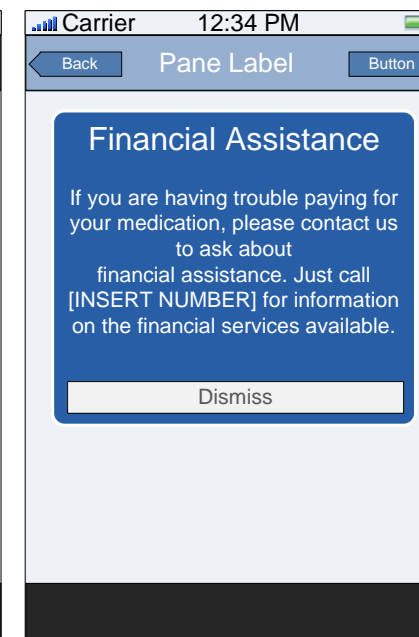 Carrier 12:34 PM
Back Pane Label Button
Financial Assistance
If you are having trouble paying for
your medication, please contact us
to ask about
financial assistance. Just call
[INSERT NUMBER] for information
on the financial services available.
Dismiss